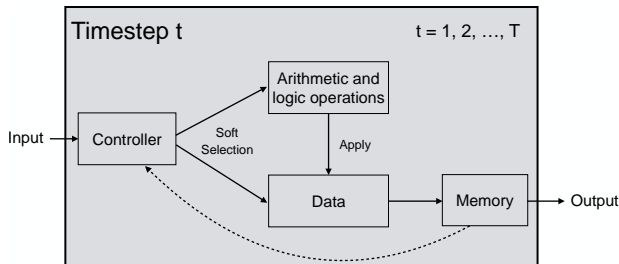 Timestep t
t = 1, 2, ..., T
Arithmetic and
logic operations
Input
Controller
Soft
Selection
Apply
Data
Memory
Output